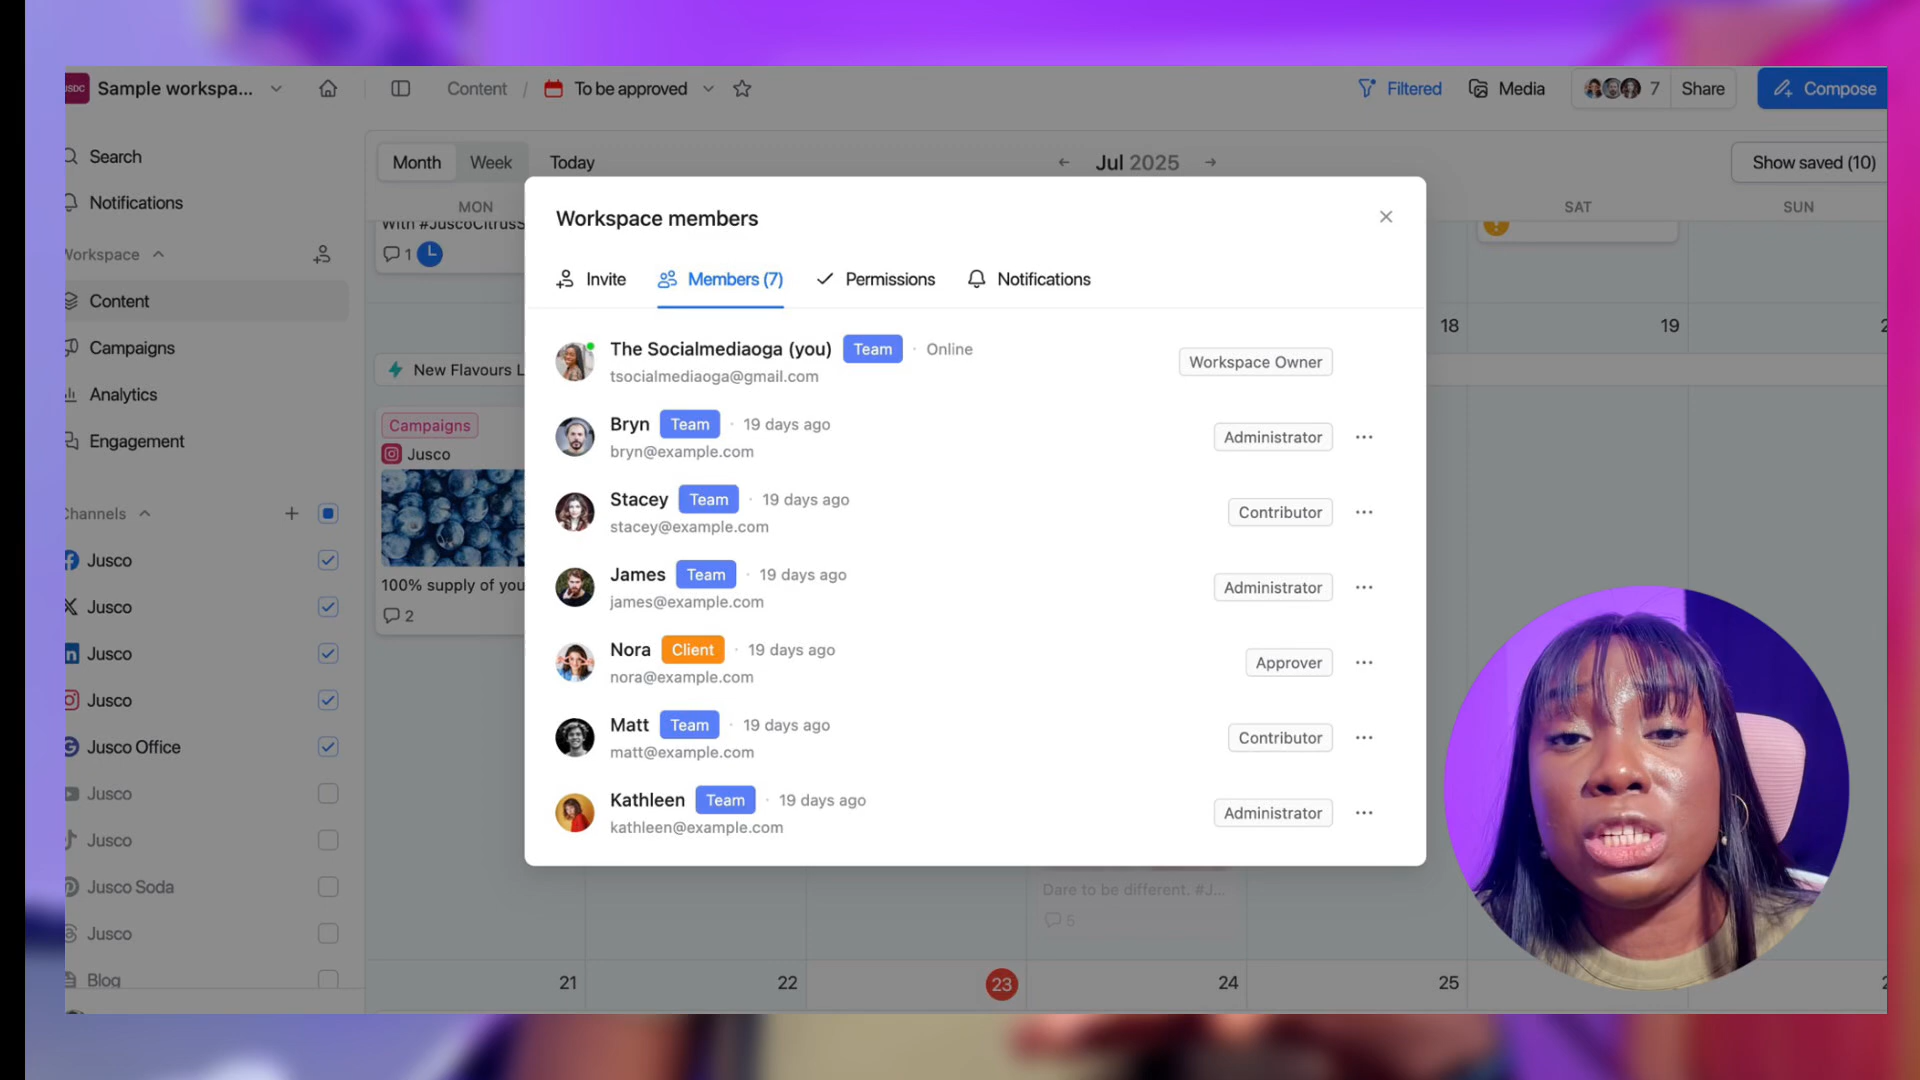 JSDC Sample workspa...
Content / To be approved
Filtered
Media
7
Share
Compose
Search
Notifications
Workspace
Content
Campaigns
Analytics
Engagement
Channels
Jusco
Jusco
Jusco
Jusco
Jusco Office
Jusco
Jusco
Jusco Soda
Jusco
Blog
Month Week Today
Jul 2025
Show saved (10)
MON
SAT
SUN
With #JuscoCitrusS
1
18
19
2
New Flavours L
Campaigns
Jusco
100% supply of you
2
Workspace members
Invite Members (7) Permissions Notifications
The Socialmediaoga (you) Team · Online
tsocialmediaoga@gmail.com
Workspace Owner
Bryn Team · 19 days ago
bryn@example.com
Administrator
Stacey Team · 19 days ago
stacey@example.com
Contributor
James Team · 19 days ago
james@example.com
Administrator
Nora Client · 19 days ago
nora@example.com
Approver
Matt Team · 19 days ago
matt@example.com
Contributor
Kathleen Team · 19 days ago
kathleen@example.com
Administrator
Dare to be different. #J...
5
21
22
23
24
25
2